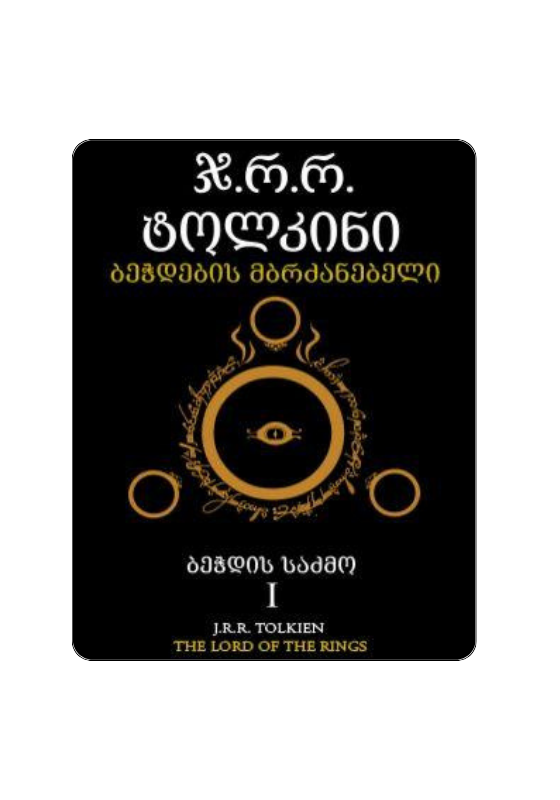 ჯ.რ.რ.
ტოლკინი
ბეჭდების მბრძანებელი
ბეჭდის საძმო
I
J.R.R. TOLKIEN
THE LORD OF THE RINGS